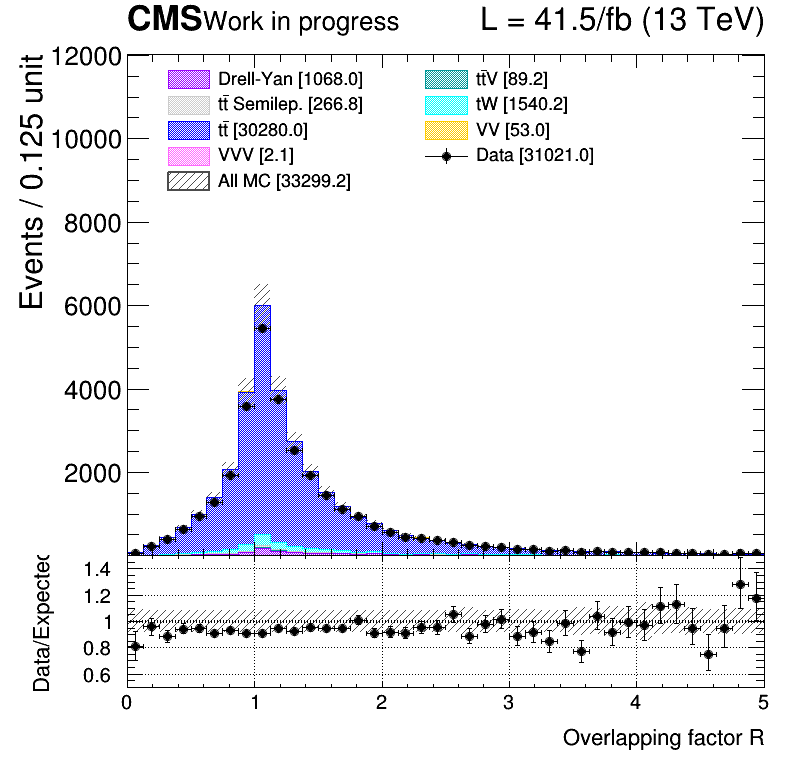 CMS Work in progress L = 41.5/fb (13 TeV)
Events / 0.125 unit
12000
10000
8000
6000
4000
2000
Drell-Yan [1068.0]
tt̄ Semilep. [266.8]
tt̄ [30280.0]
VVV [2.1]
All MC [33299.2]
tt̄V [89.2]
tW [1540.2]
VV [53.0]
Data [31021.0]
Data/Expected
1.4
1.2
1
0.8
0.6
0 1 2 3 4 5
Overlapping factor R